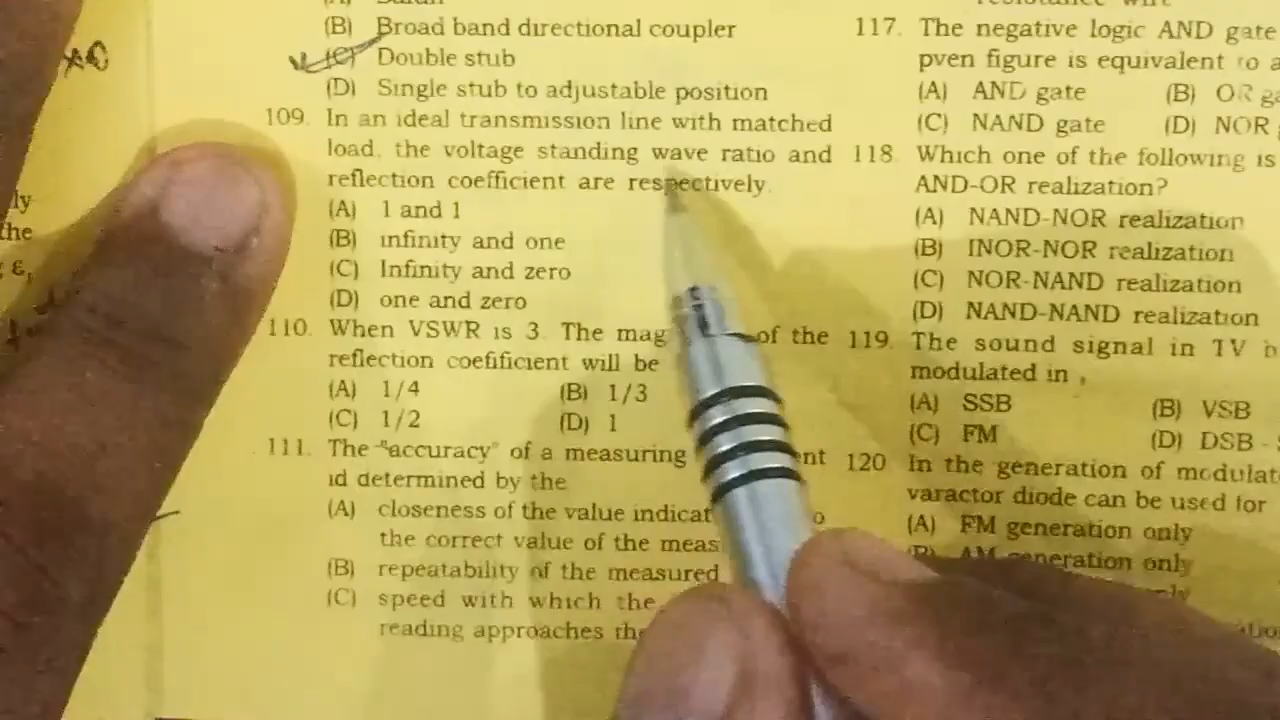 (B) Broad band directional coupler
(C) Double stub
(D) Single stub to adjustable position
109. In an ideal transmission line with matched
load, the voltage standing wave ratio and
reflection coefficient are respectively.
(A) 1 and 1
(B) infinity and one
(C) Infinity and zero
(D) one and zero
110. When VSWR is 3. The mag of the
reflection coefificient will be
(A) 1/4 (B) 1/3
(C) 1/2 (D) 1
111. The "accuracy" of a measuring ent
id determined by the
(A) closeness of the value indicat o
the correct value of the meas
(B) repeatability of the measured
(C) speed with which the
reading approaches the
117. The negative logic AND gate
pven figure is equivalent to a
(A) AND gate (B) OR ga
(C) NAND gate (D) NOR
118. Which one of the following is
AND-OR realization?
(A) NAND-NOR realization
(B) INOR-NOR realization
(C) NOR-NAND realization
(D) NAND-NAND realization
119. The sound signal in TV b
modulated in ,
(A) SSB (B) VSB
(C) FM (D) DSB - S
120 In the generation of modulat
varactor diode can be used for
(A) FM generation only
(B) AM generation only
ly
the
εr